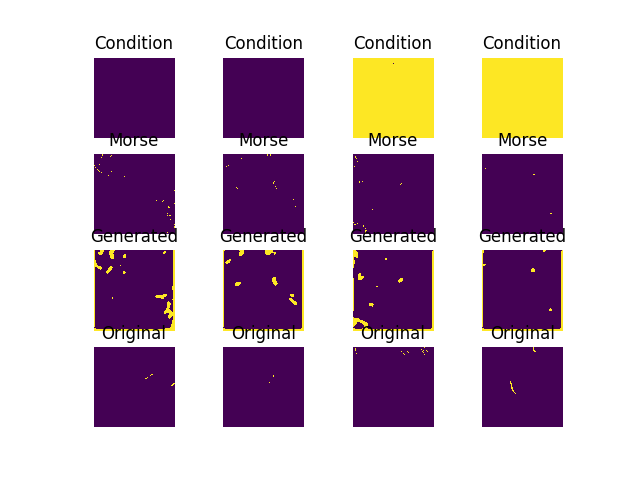 Condition Condition Condition Condition
Morse Morse Morse Morse
Generated Generated Generated Generated
Original Original Original Original